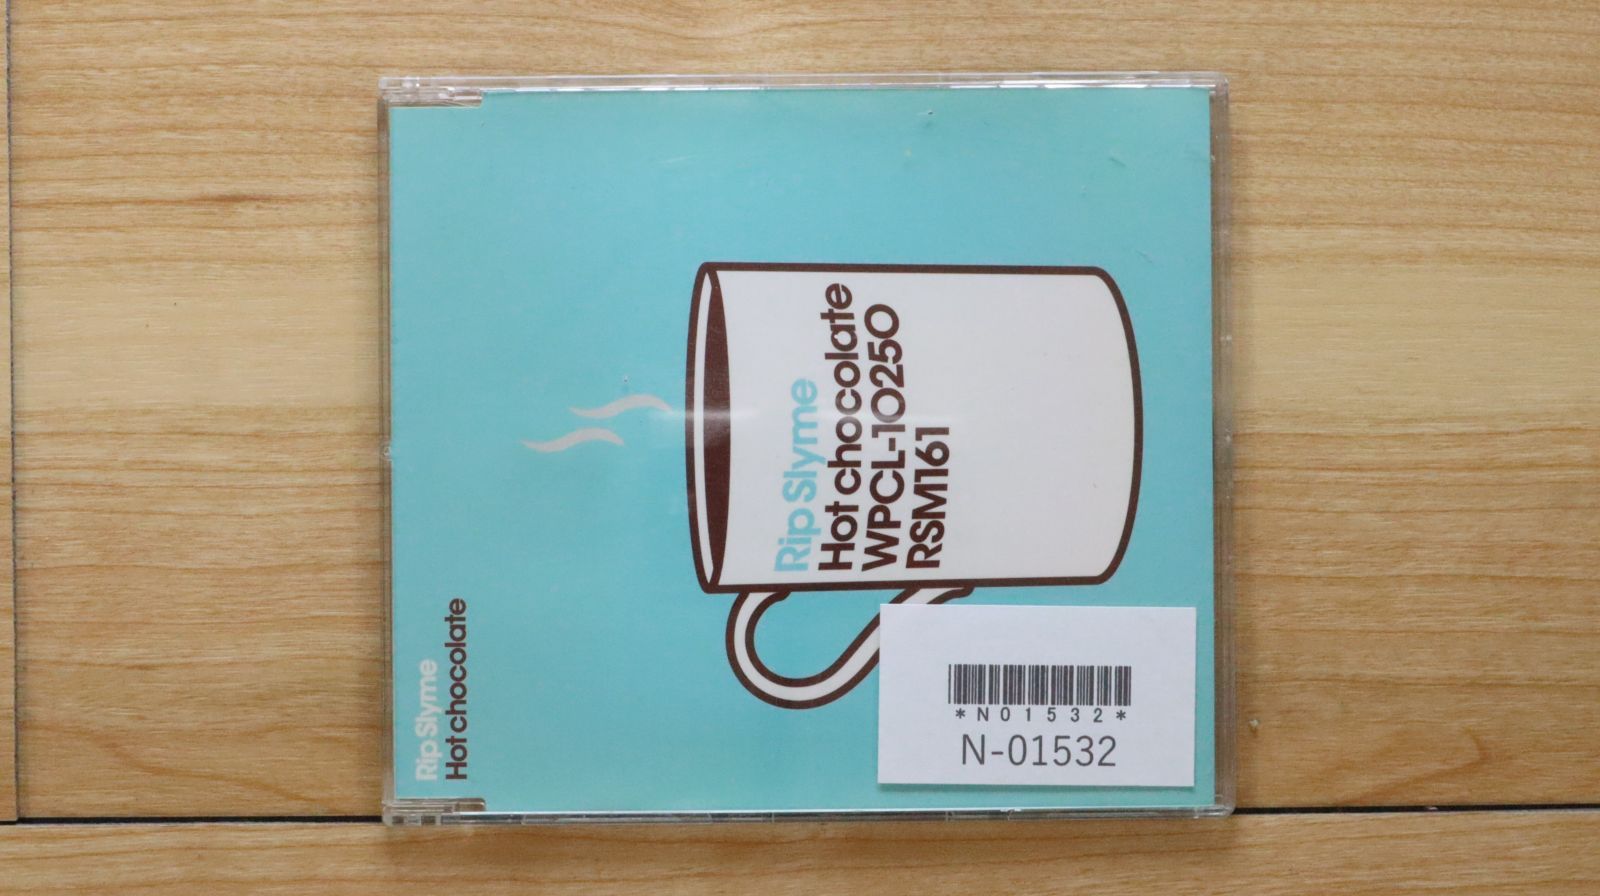 Rip Slyme
Hot chocolate
Rip Slyme
Hot chocolate
WPCL-10250
RSM161
*N01532*
N-01532